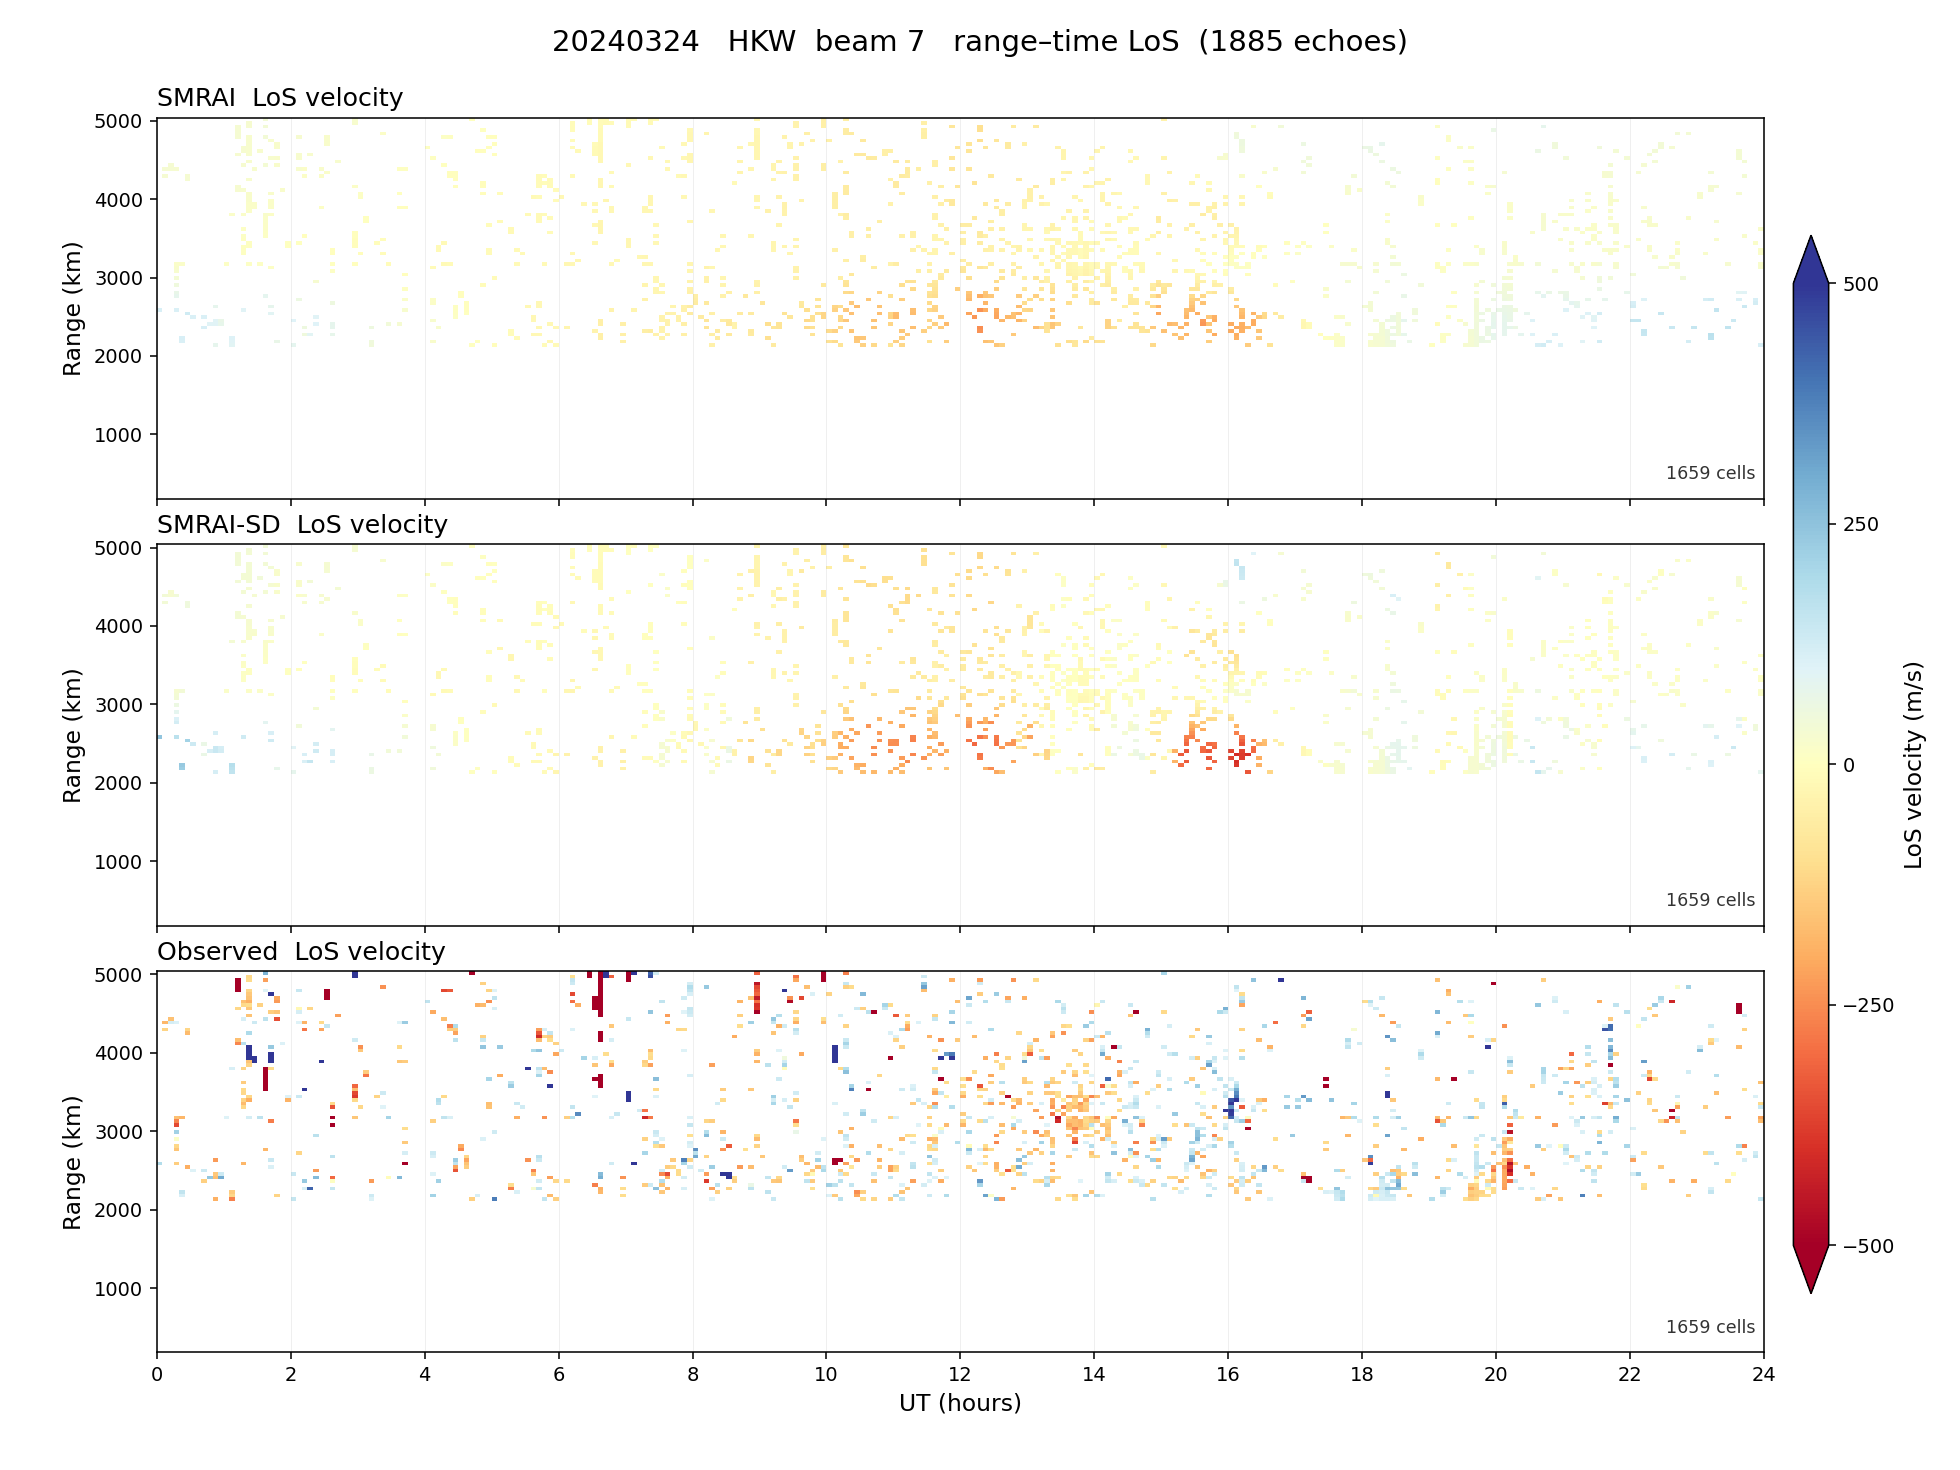 20240324   HKW  beam 7   range–time LoS  (1885 echoes)
SMRAI  LoS velocity
5000
4000
3000
2000
1000
Range (km)
1659 cells
SMRAI-SD  LoS velocity
5000
4000
3000
2000
1000
Range (km)
1659 cells
Observed  LoS velocity
5000
4000
3000
2000
1000
Range (km)
1659 cells
0 2 4 6 8 10 12 14 16 18 20 22 24
UT (hours)
500
250
0
−250
−500
LoS velocity (m/s)